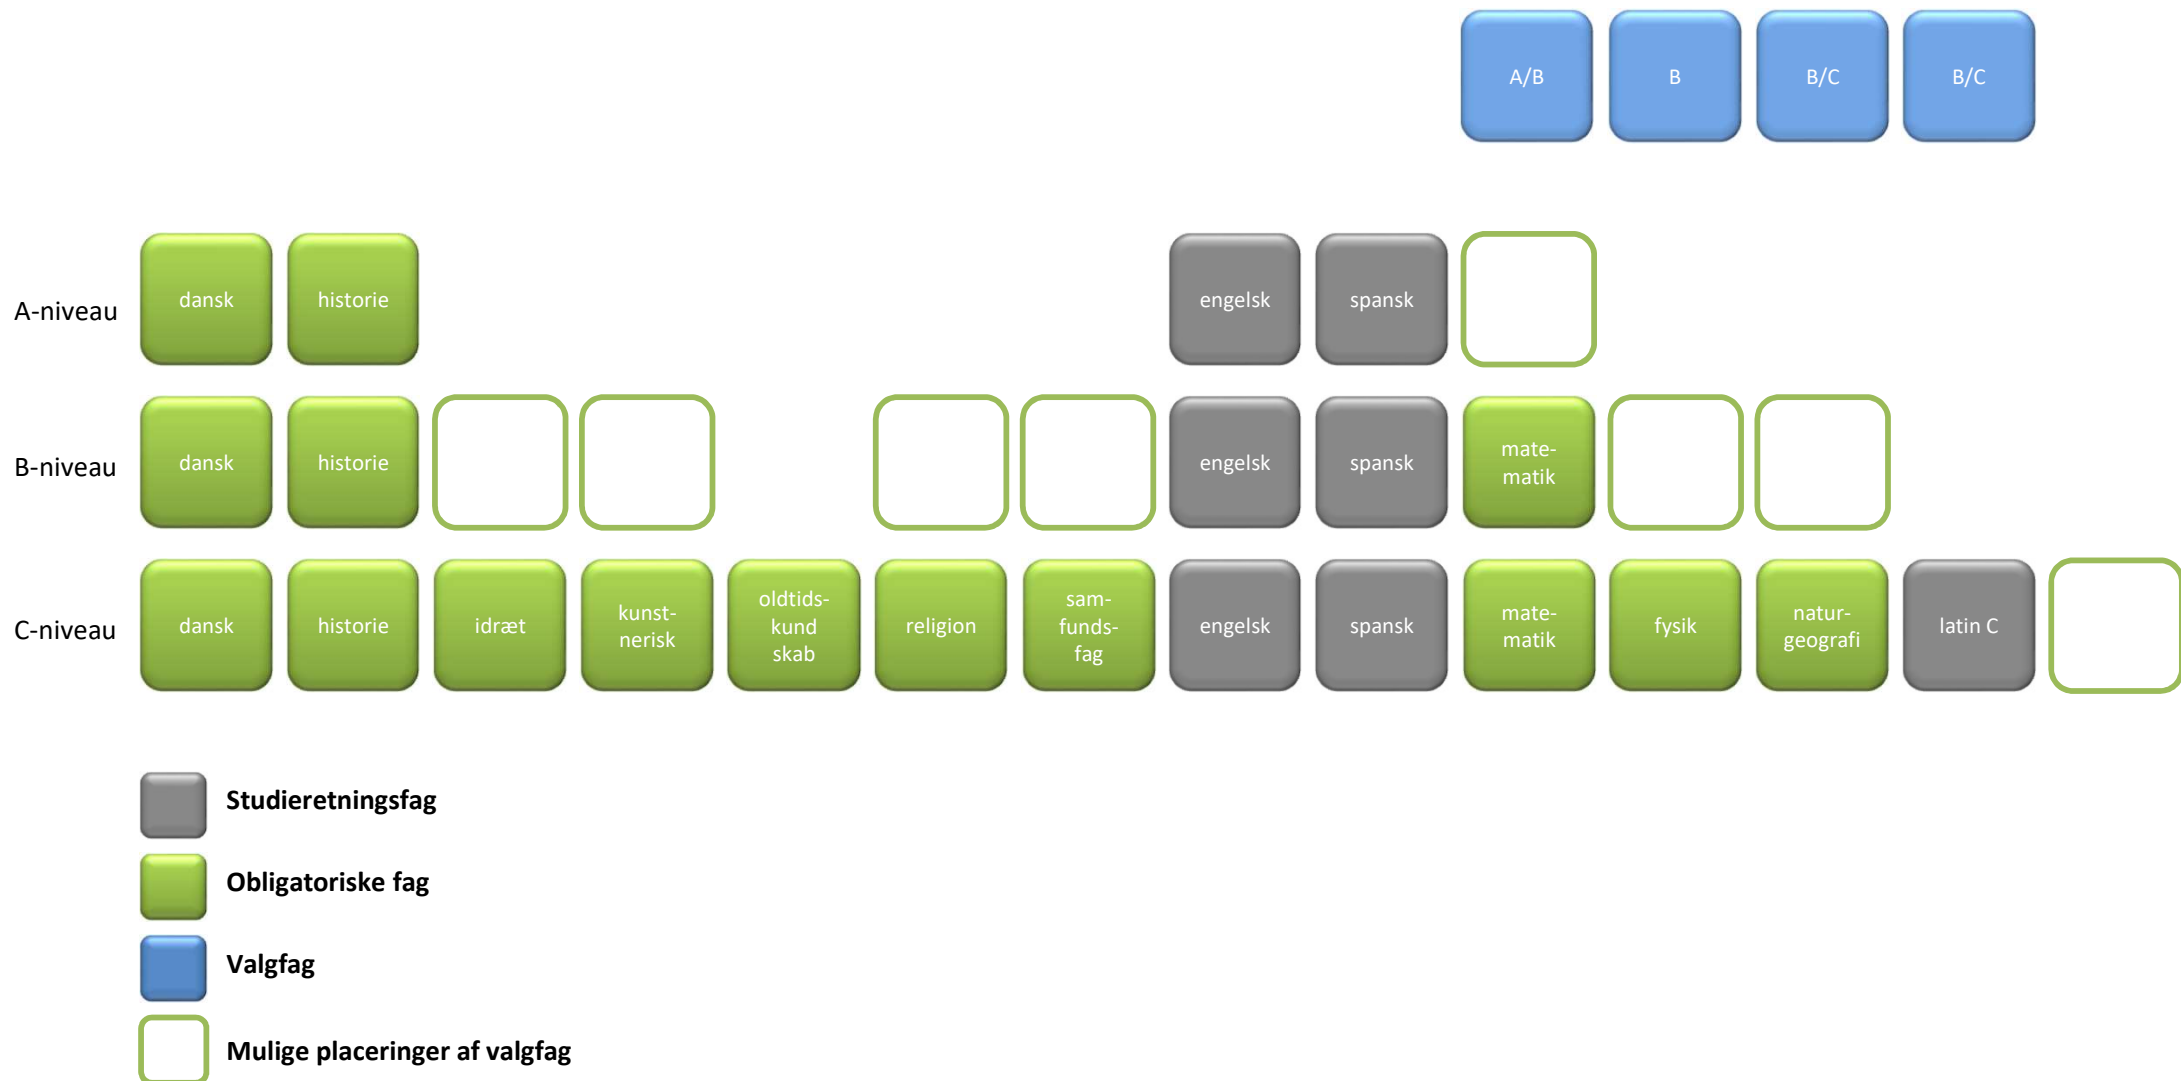 A/B
B
B/C
B/C
A-niveau
dansk
historie
engelsk
spansk
B-niveau
dansk
historie
engelsk
spansk
mate-
matik
C-niveau
dansk
historie
idræt
kunst-
nerisk
oldtids-
kund
skab
religion
sam-
funds-
fag
engelsk
spansk
mate-
matik
fysik
natur-
geografi
latin C
Studieretningsfag
Obligatoriske fag
Valgfag
Mulige placeringer af valgfag